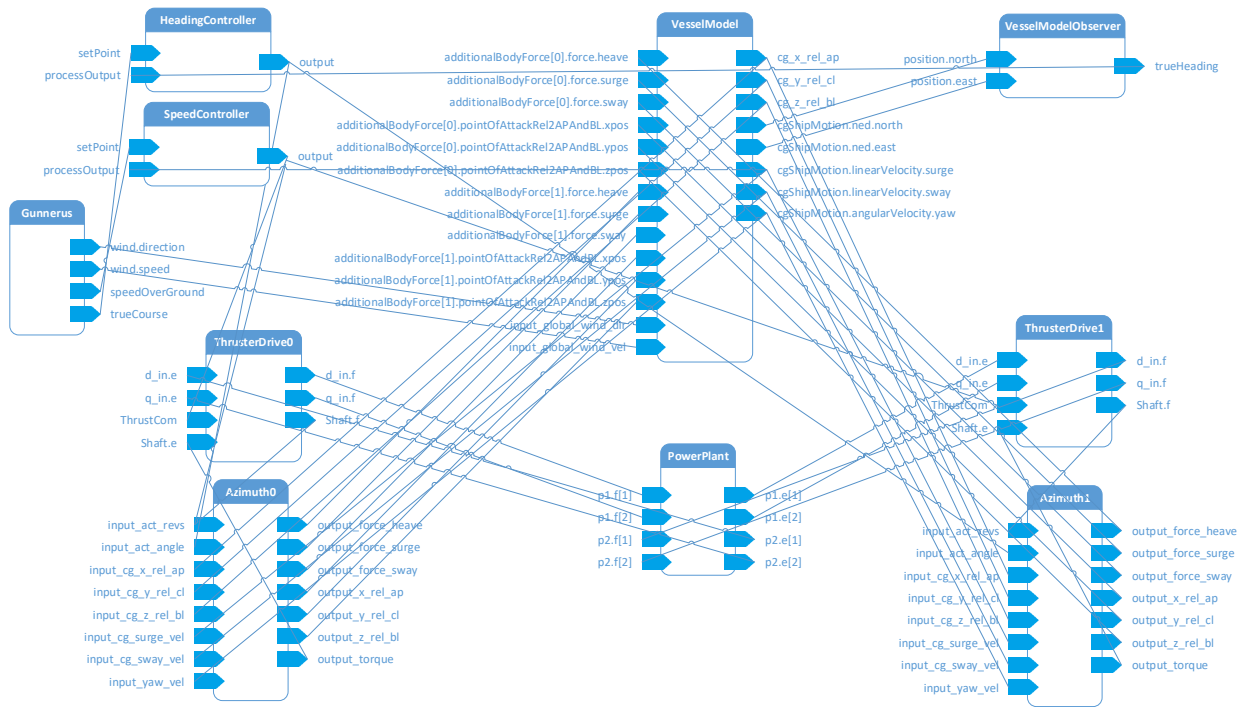 HeadingController
setPoint
processOutput
output
SpeedController
setPoint
processOutput
output
Gunnerus
wind.direction
wind.speed
speedOverGround
trueCourse
VesselModel
additionalBodyForce[0].force.heave
additionalBodyForce[0].force.surge
additionalBodyForce[0].force.sway
additionalBodyForce[0].pointOfAttackRel2APAndBL.xpos
additionalBodyForce[0].pointOfAttackRel2APAndBL.ypos
additionalBodyForce[0].pointOfAttackRel2APAndBL.zpos
additionalBodyForce[1].force.heave
additionalBodyForce[1].force.surge
additionalBodyForce[1].force.sway
additionalBodyForce[1].pointOfAttackRel2APAndBL.xpos
additionalBodyForce[1].pointOfAttackRel2APAndBL.ypos
additionalBodyForce[1].pointOfAttackRel2APAndBL.zpos
input_global_wind_dir
input_global_wind_vel
cg_x_rel_ap
cg_y_rel_cl
cg_z_rel_bl
cgShipMotion.ned.north
cgShipMotion.ned.east
cgShipMotion.linearVelocity.surge
cgShipMotion.linearVelocity.sway
cgShipMotion.angularVelocity.yaw
VesselModelObserver
position.north
position.east
trueHeading
ThrusterDrive0
d_in.e
q_in.e
ThrustCom
Shaft.e
d_in.f
q_in.f
Shaft.f
Azimuth0
input_act_revs
input_act_angle
input_cg_x_rel_ap
input_cg_y_rel_cl
input_cg_z_rel_bl
input_cg_surge_vel
input_cg_sway_vel
input_yaw_vel
output_force_heave
output_force_surge
output_force_sway
output_x_rel_ap
output_y_rel_cl
output_z_rel_bl
output_torque
PowerPlant
p1.f[1]
p1.f[2]
p2.f[1]
p2.f[2]
p1.e[1]
p1.e[2]
p2.e[1]
p2.e[2]
ThrusterDrive1
d_in.e
q_in.e
ThrustCom
Shaft.e
d_in.f
q_in.f
Shaft.f
Azimuth1
input_act_revs
input_act_angle
input_cg_x_rel_ap
input_cg_y_rel_cl
input_cg_z_rel_bl
input_cg_surge_vel
input_cg_sway_vel
input_yaw_vel
output_force_heave
output_force_surge
output_force_sway
output_x_rel_ap
output_y_rel_cl
output_z_rel_bl
output_torque